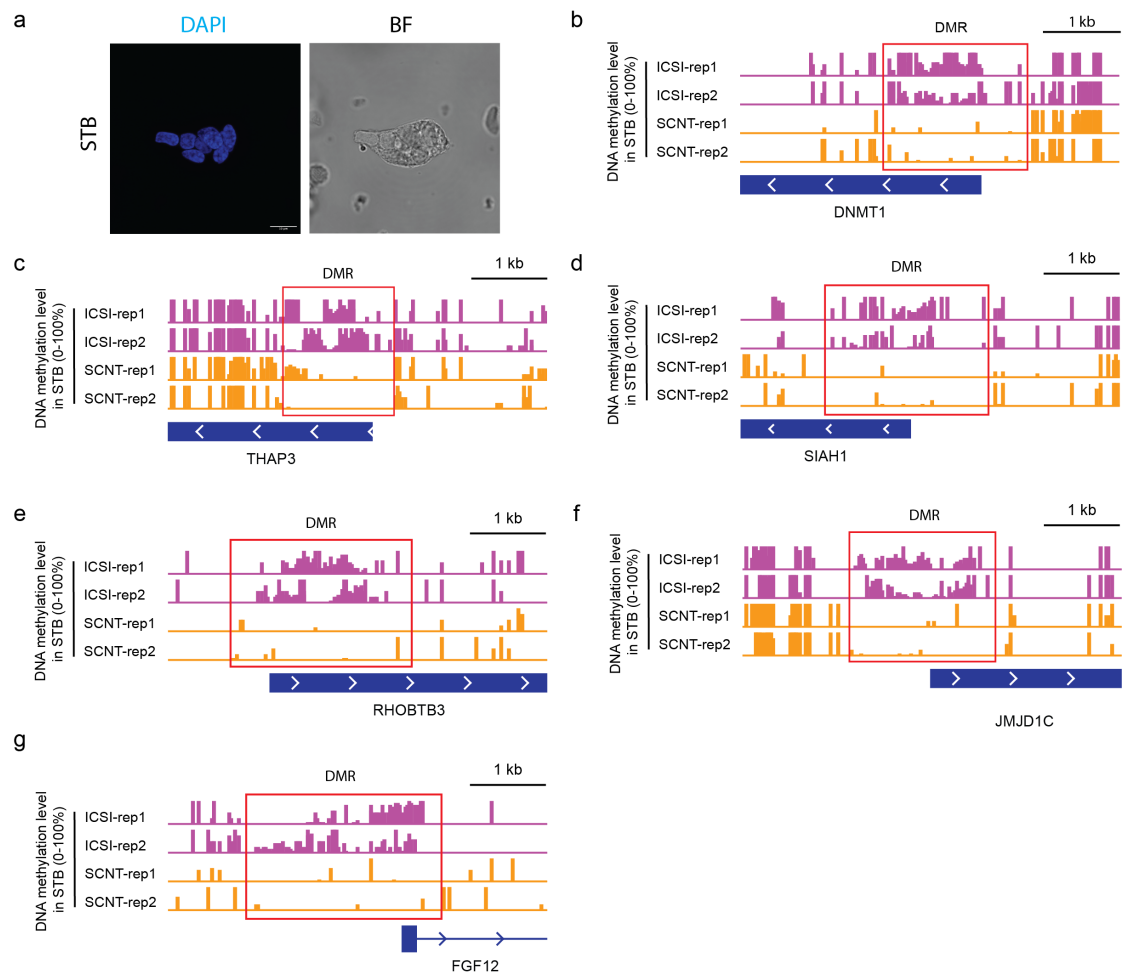 a
DAPI
BF
STB
b
1 kb
DMR
DNA methylation level
in STB (0-100%)
ICSI-rep1
ICSI-rep2
SCNT-rep1
SCNT-rep2
DNMT1
c
1 kb
DMR
DNA methylation level
in STB (0-100%)
ICSI-rep1
ICSI-rep2
SCNT-rep1
SCNT-rep2
THAP3
d
1 kb
DMR
DNA methylation level
in STB (0-100%)
ICSI-rep1
ICSI-rep2
SCNT-rep1
SCNT-rep2
SIAH1
e
1 kb
DMR
DNA methylation level
in STB (0-100%)
ICSI-rep1
ICSI-rep2
SCNT-rep1
SCNT-rep2
RHOBTB3
f
1 kb
DMR
DNA methylation level
in STB (0-100%)
ICSI-rep1
ICSI-rep2
SCNT-rep1
SCNT-rep2
JMJD1C
g
1 kb
DMR
DNA methylation level
in STB (0-100%)
ICSI-rep1
ICSI-rep2
SCNT-rep1
SCNT-rep2
FGF12